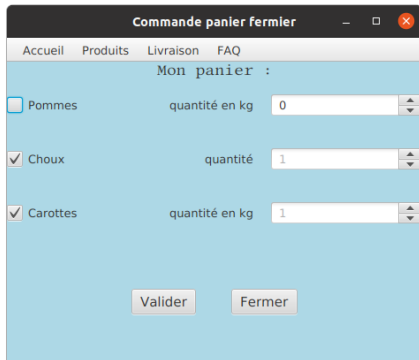 Commande panier fermier
Accueil Produits Livraison FAQ
Mon panier :
Pommes quantité en kg 0
Choux quantité 1
Carottes quantité en kg 1
Valider Fermer